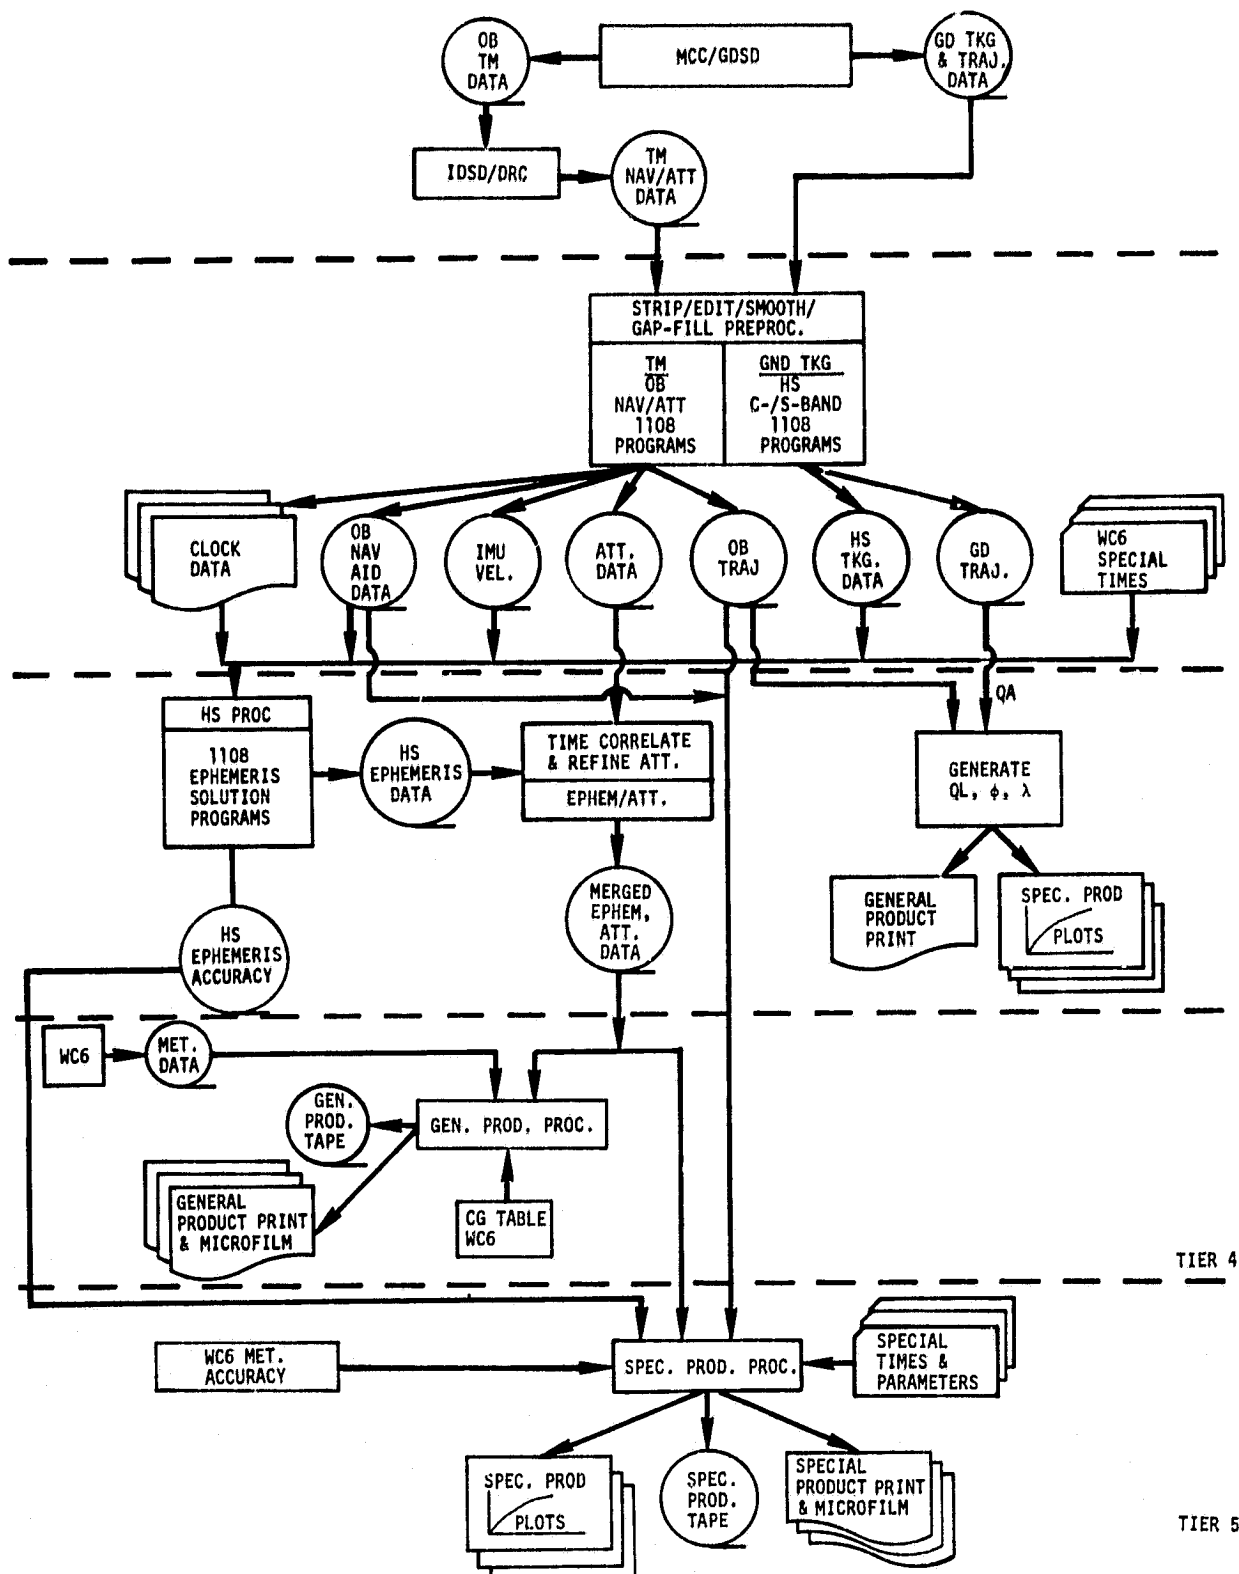 OB
TM
DATA
MCC/GDSD
GD TKG
& TRAJ.
DATA
IDSD/DRC
TM
NAV/ATT
DATA
STRIP/EDIT/SMOOTH/
GAP-FILL PREPROC.
TM
OB
NAV/ATT
1108
PROGRAMS
GND TKG
HS
C-/S-BAND
1108
PROGRAMS
CLOCK
DATA
OB
NAV
AID
DATA
IMU
VEL.
ATT.
DATA
OB
TRAJ
HS
TKG.
DATA
GD
TRAJ.
WC6
SPECIAL
TIMES
QA
HS PROC
1108
EPHEMERIS
SOLUTION
PROGRAMS
HS
EPHEMERIS
DATA
TIME CORRELATE
& REFINE ATT.
EPHEM/ATT.
GENERATE
QL, ϕ, λ
MERGED
EPHEM,
ATT.
DATA
GENERAL
PRODUCT
PRINT
SPEC. PROD
PLOTS
HS
EPHEMERIS
ACCURACY
WC6
MET.
DATA
GEN.
PROD.
TAPE
GEN. PROD. PROC.
GENERAL
PRODUCT PRINT
& MICROFILM
CG TABLE
WC6
TIER 4
WC6 MET.
ACCURACY
SPEC. PROD. PROC.
SPECIAL
TIMES &
PARAMETERS
SPEC. PROD
PLOTS
SPEC.
PROD.
TAPE
SPECIAL
PRODUCT PRINT
& MICROFILM
TIER 5